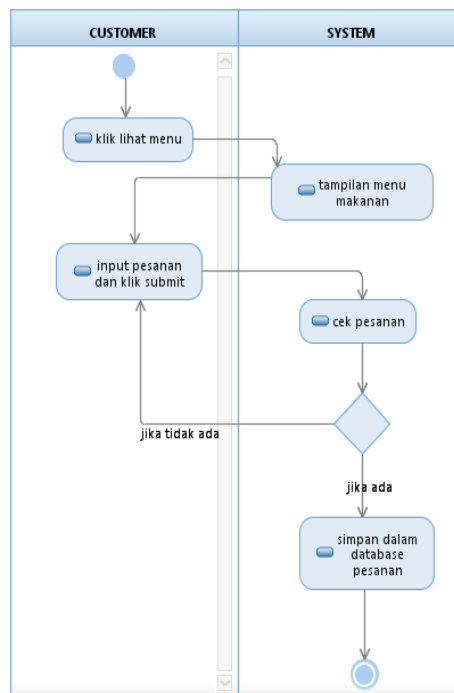 CUSTOMER
SYSTEM
klik lihat menu
tampilan menu
makanan
input pesanan
dan klik submit
cek pesanan
jika tidak ada
jika ada
simpan dalam
database
pesanan